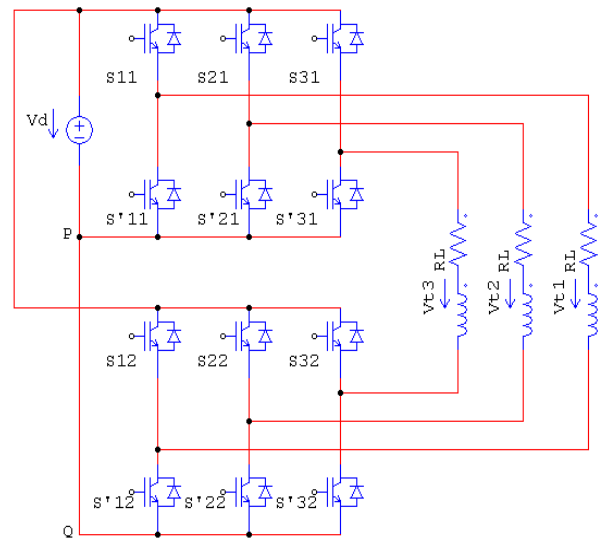 S11 S21 S31
Vd
S'11 S'21 S'31
P
RL RL RL
Vt3 Vt2 Vt1
S12 S22 S32
S'12 S'22 S'32
Q